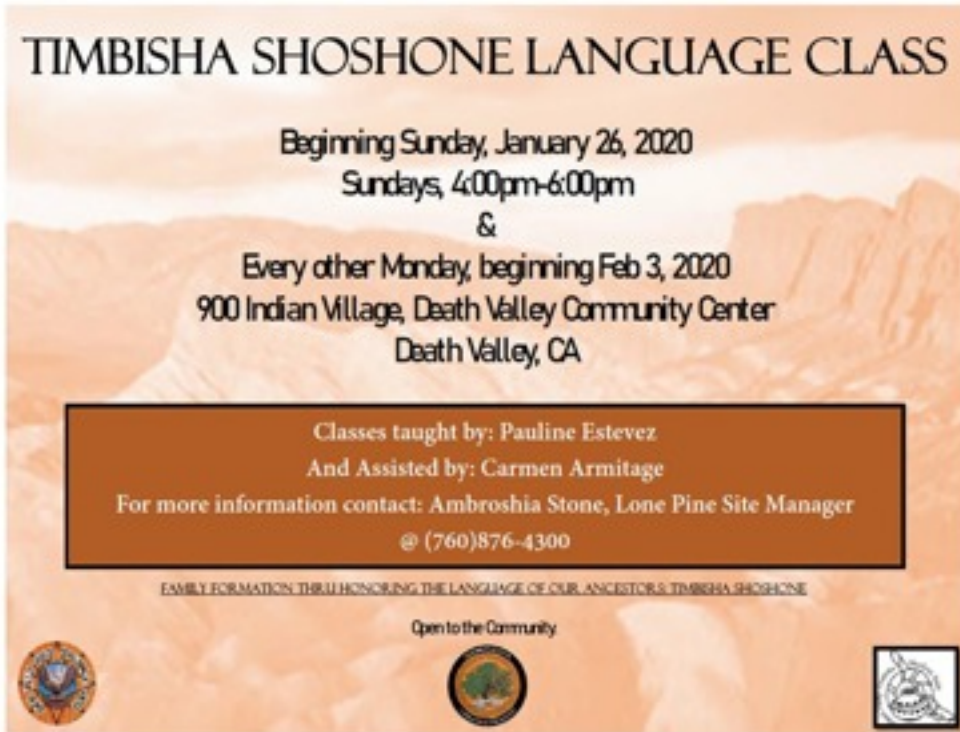 TIMBISHA SHOSHONE LANGUAGE CLASS
Beginning Sunday, January 26, 2020
Sundays, 4:00pm-6:00pm
&
Every other Monday, beginning Feb 3, 2020
900 Indian Village, Death Valley Community Center
Death Valley, CA
Classes taught by: Pauline Estevez
And Assisted by: Carmen Armitage
For more information contact: Ambroshia Stone, Lone Pine Site Manager
@ (760)876-4300
FAMILY FORMATION THRU HONORING THE LANGUAGE OF OUR ANCESTORS: TIMBISHA SHOSHONE
Open to the Community